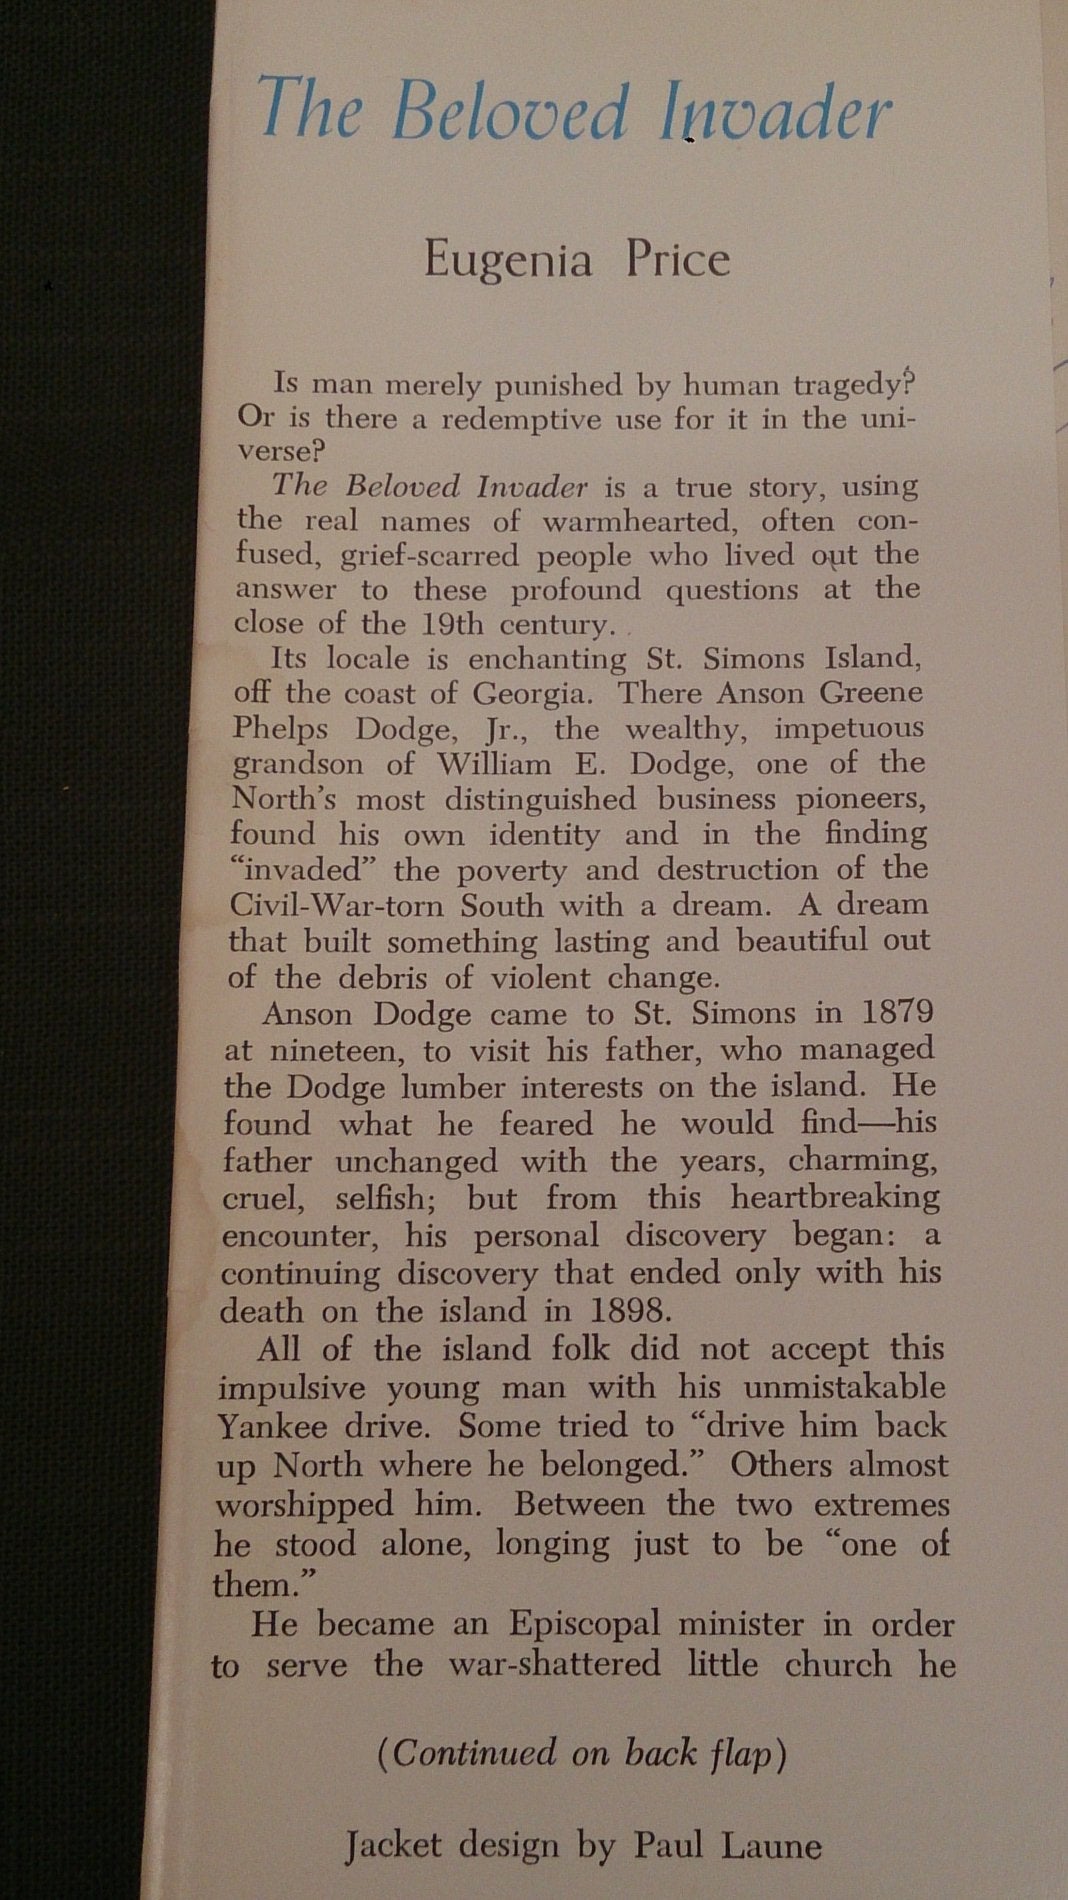 The Beloved Invader
Eugenia Price
Is man merely punished by human tragedy?
Or is there a redemptive use for it in the uni-
verse?
The Beloved Invader is a true story, using
the real names of warmhearted, often con-
fused, grief-scarred people who lived out the
answer to these profound questions at the
close of the 19th century.
Its locale is enchanting St. Simons Island,
off the coast of Georgia. There Anson Greene
Phelps Dodge, Jr., the wealthy, impetuous
grandson of William E. Dodge, one of the
North's most distinguished business pioneers,
found his own identity and in the finding
“invaded” the poverty and destruction of the
Civil-War-torn South with a dream. A dream
that built something lasting and beautiful out
of the debris of violent change.
Anson Dodge came to St. Simons in 1879
at nineteen, to visit his father, who managed
the Dodge lumber interests on the island. He
found what he feared he would find—his
father unchanged with the years, charming,
cruel, selfish; but from this heartbreaking
encounter, his personal discovery began: a
continuing discovery that ended only with his
death on the island in 1898.
All of the island folk did not accept this
impulsive young man with his unmistakable
Yankee drive. Some tried to “drive him back
up North where he belonged.” Others almost
worshipped him. Between the two extremes
he stood alone, longing just to be “one of
them.”
He became an Episcopal minister in order
to serve the war-shattered little church he
(Continued on back flap)
Jacket design by Paul Laune